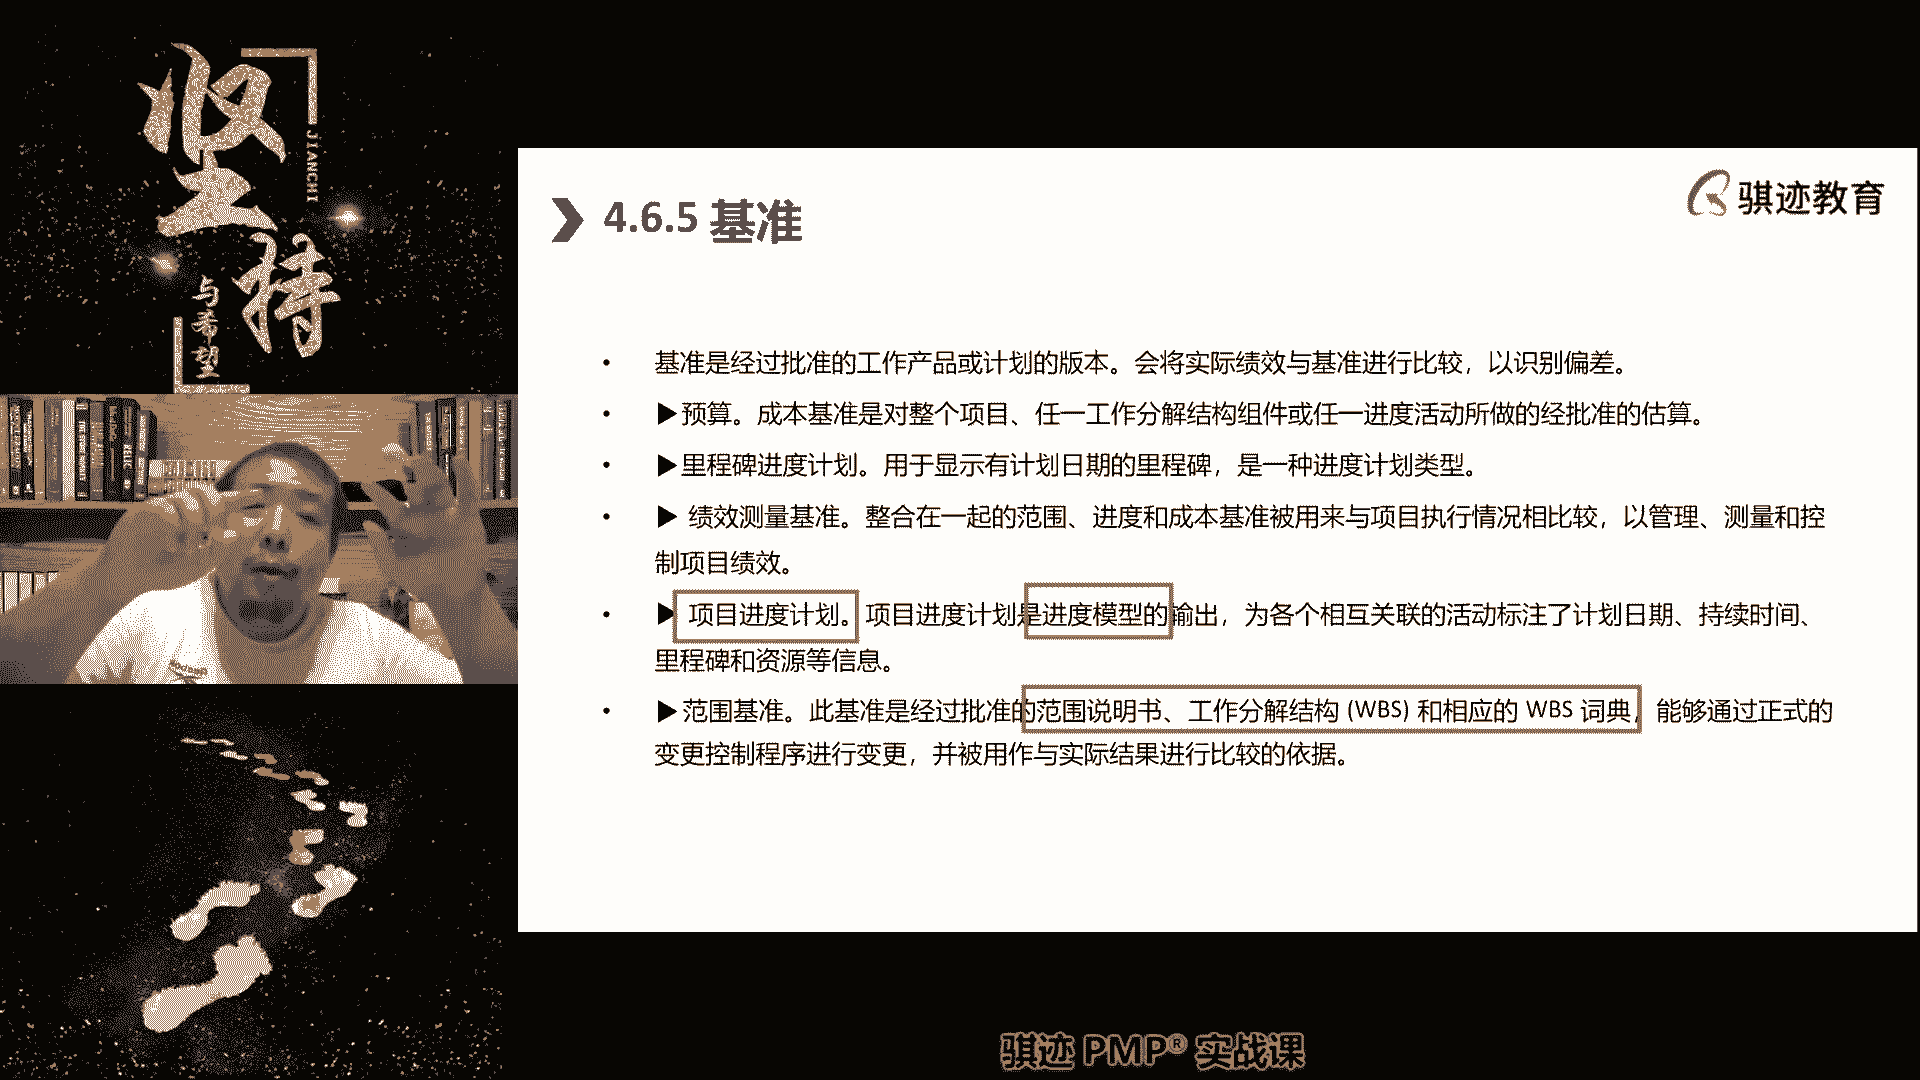 坚持
JIANCHI
与希望
骐迹教育
4.6.5 基准
• 基准是经过批准的工作产品或计划的版本。会将实际绩效与基准进行比较，以识别偏差。
• ▶预算。成本基准是对整个项目、任一工作分解结构组件或任一进度活动所做的经批准的估算。
• ▶里程碑进度计划。用于显示有计划日期的里程碑，是一种进度计划类型。
• ▶ 绩效测量基准。整合在一起的范围、进度和成本基准被用来与项目执行情况相比较，以管理、测量和控
制项目绩效。
• ▶ 项目进度计划。项目进度计划是进度模型的输出，为各个相互关联的活动标注了计划日期、持续时间、
里程碑和资源等信息。
• ▶范围基准。此基准是经过批准的范围说明书、工作分解结构 (WBS) 和相应的 WBS 词典，能够通过正式的
变更控制程序进行变更，并被用作与实际结果进行比较的依据。
骐迹 PMP® 实战课